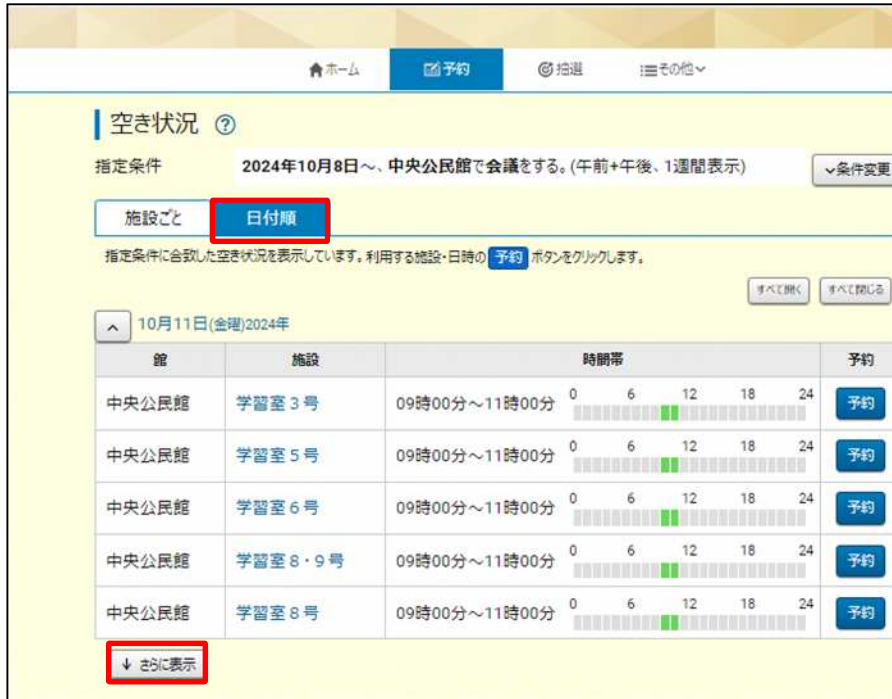 ホーム 予約 抽選 その他
空き状況 ?
指定条件 2024年10月8日～、中央公民館で会議をする。(午前+午後、1週間表示) 条件変更
施設ごと 日付順
指定条件に合致した空き状況を表示しています。利用する施設・日時の 予約 ボタンをクリックします。
すべて開く すべて閉じる
10月11日(金曜)2024年
館 施設 時間帯 予約
中央公民館 学習室3号 09時00分～11時00分 0 6 12 18 24 予約
中央公民館 学習室5号 09時00分～11時00分 0 6 12 18 24 予約
中央公民館 学習室6号 09時00分～11時00分 0 6 12 18 24 予約
中央公民館 学習室8・9号 09時00分～11時00分 0 6 12 18 24 予約
中央公民館 学習室8号 09時00分～11時00分 0 6 12 18 24 予約
↓ さらに表示